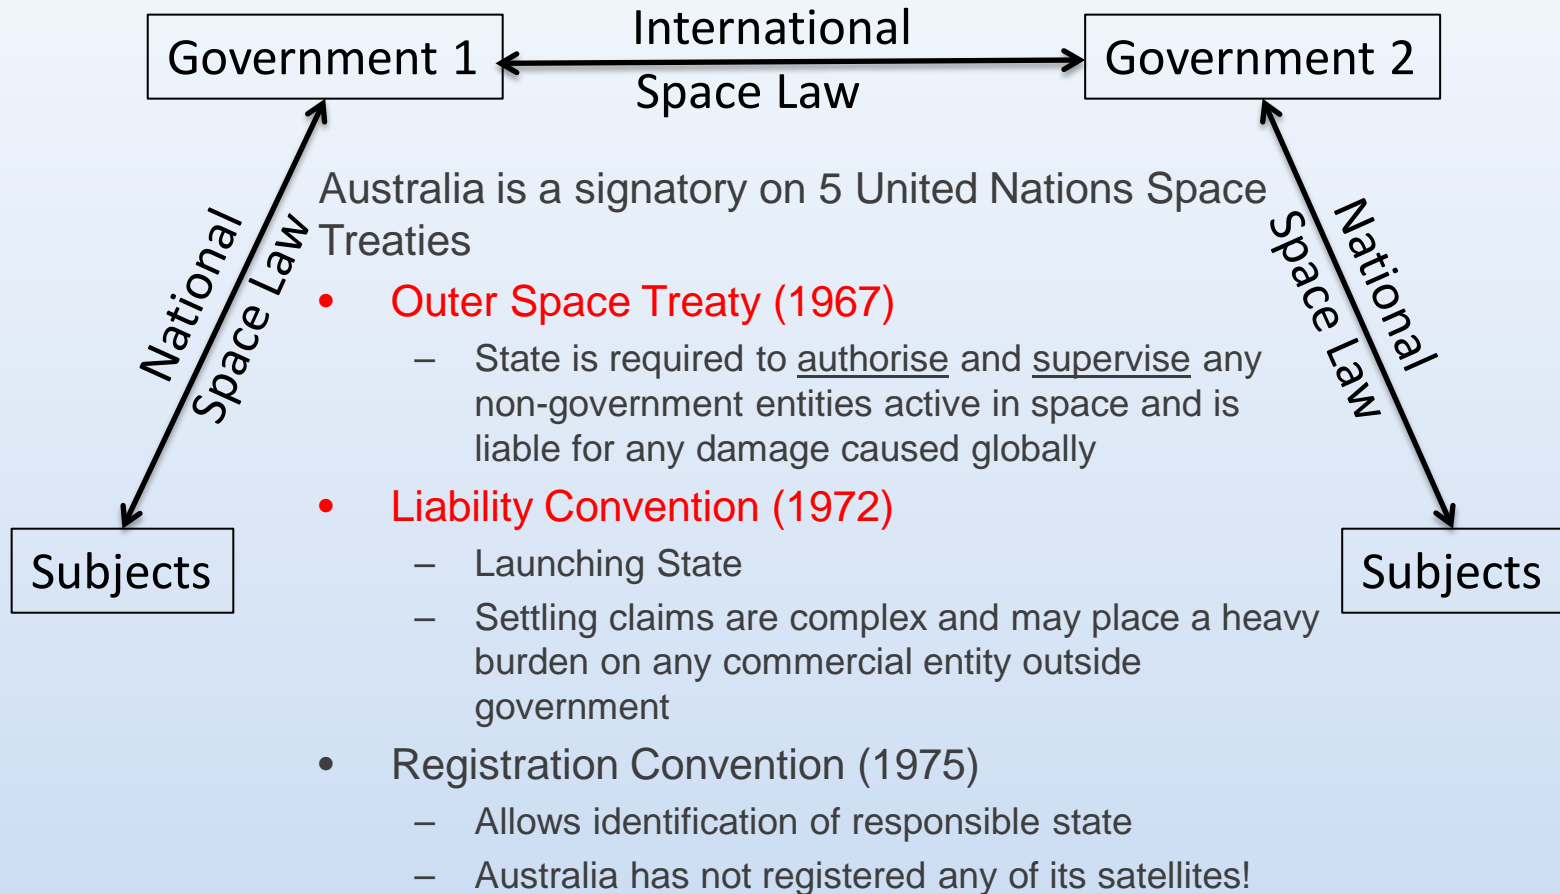 Government 1
International
Space Law
Government 2
National
Space Law
National
Space Law
Australia is a signatory on 5 United Nations Space
Treaties
• Outer Space Treaty (1967)
– State is required to authorise and supervise any
non-government entities active in space and is
liable for any damage caused globally
• Liability Convention (1972)
– Launching State
– Settling claims are complex and may place a heavy
burden on any commercial entity outside
government
• Registration Convention (1975)
– Allows identification of responsible state
– Australia has not registered any of its satellites!
Subjects
Subjects